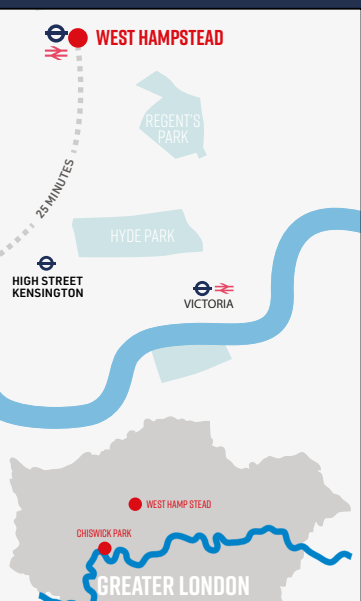 WEST HAMPSTEAD
REGENT'S
PARK
25 MINUTES
HYDE PARK
HIGH STREET
KENSINGTON
VICTORIA
WEST HAMP STEAD
CHISWICK PARK
GREATER LONDON